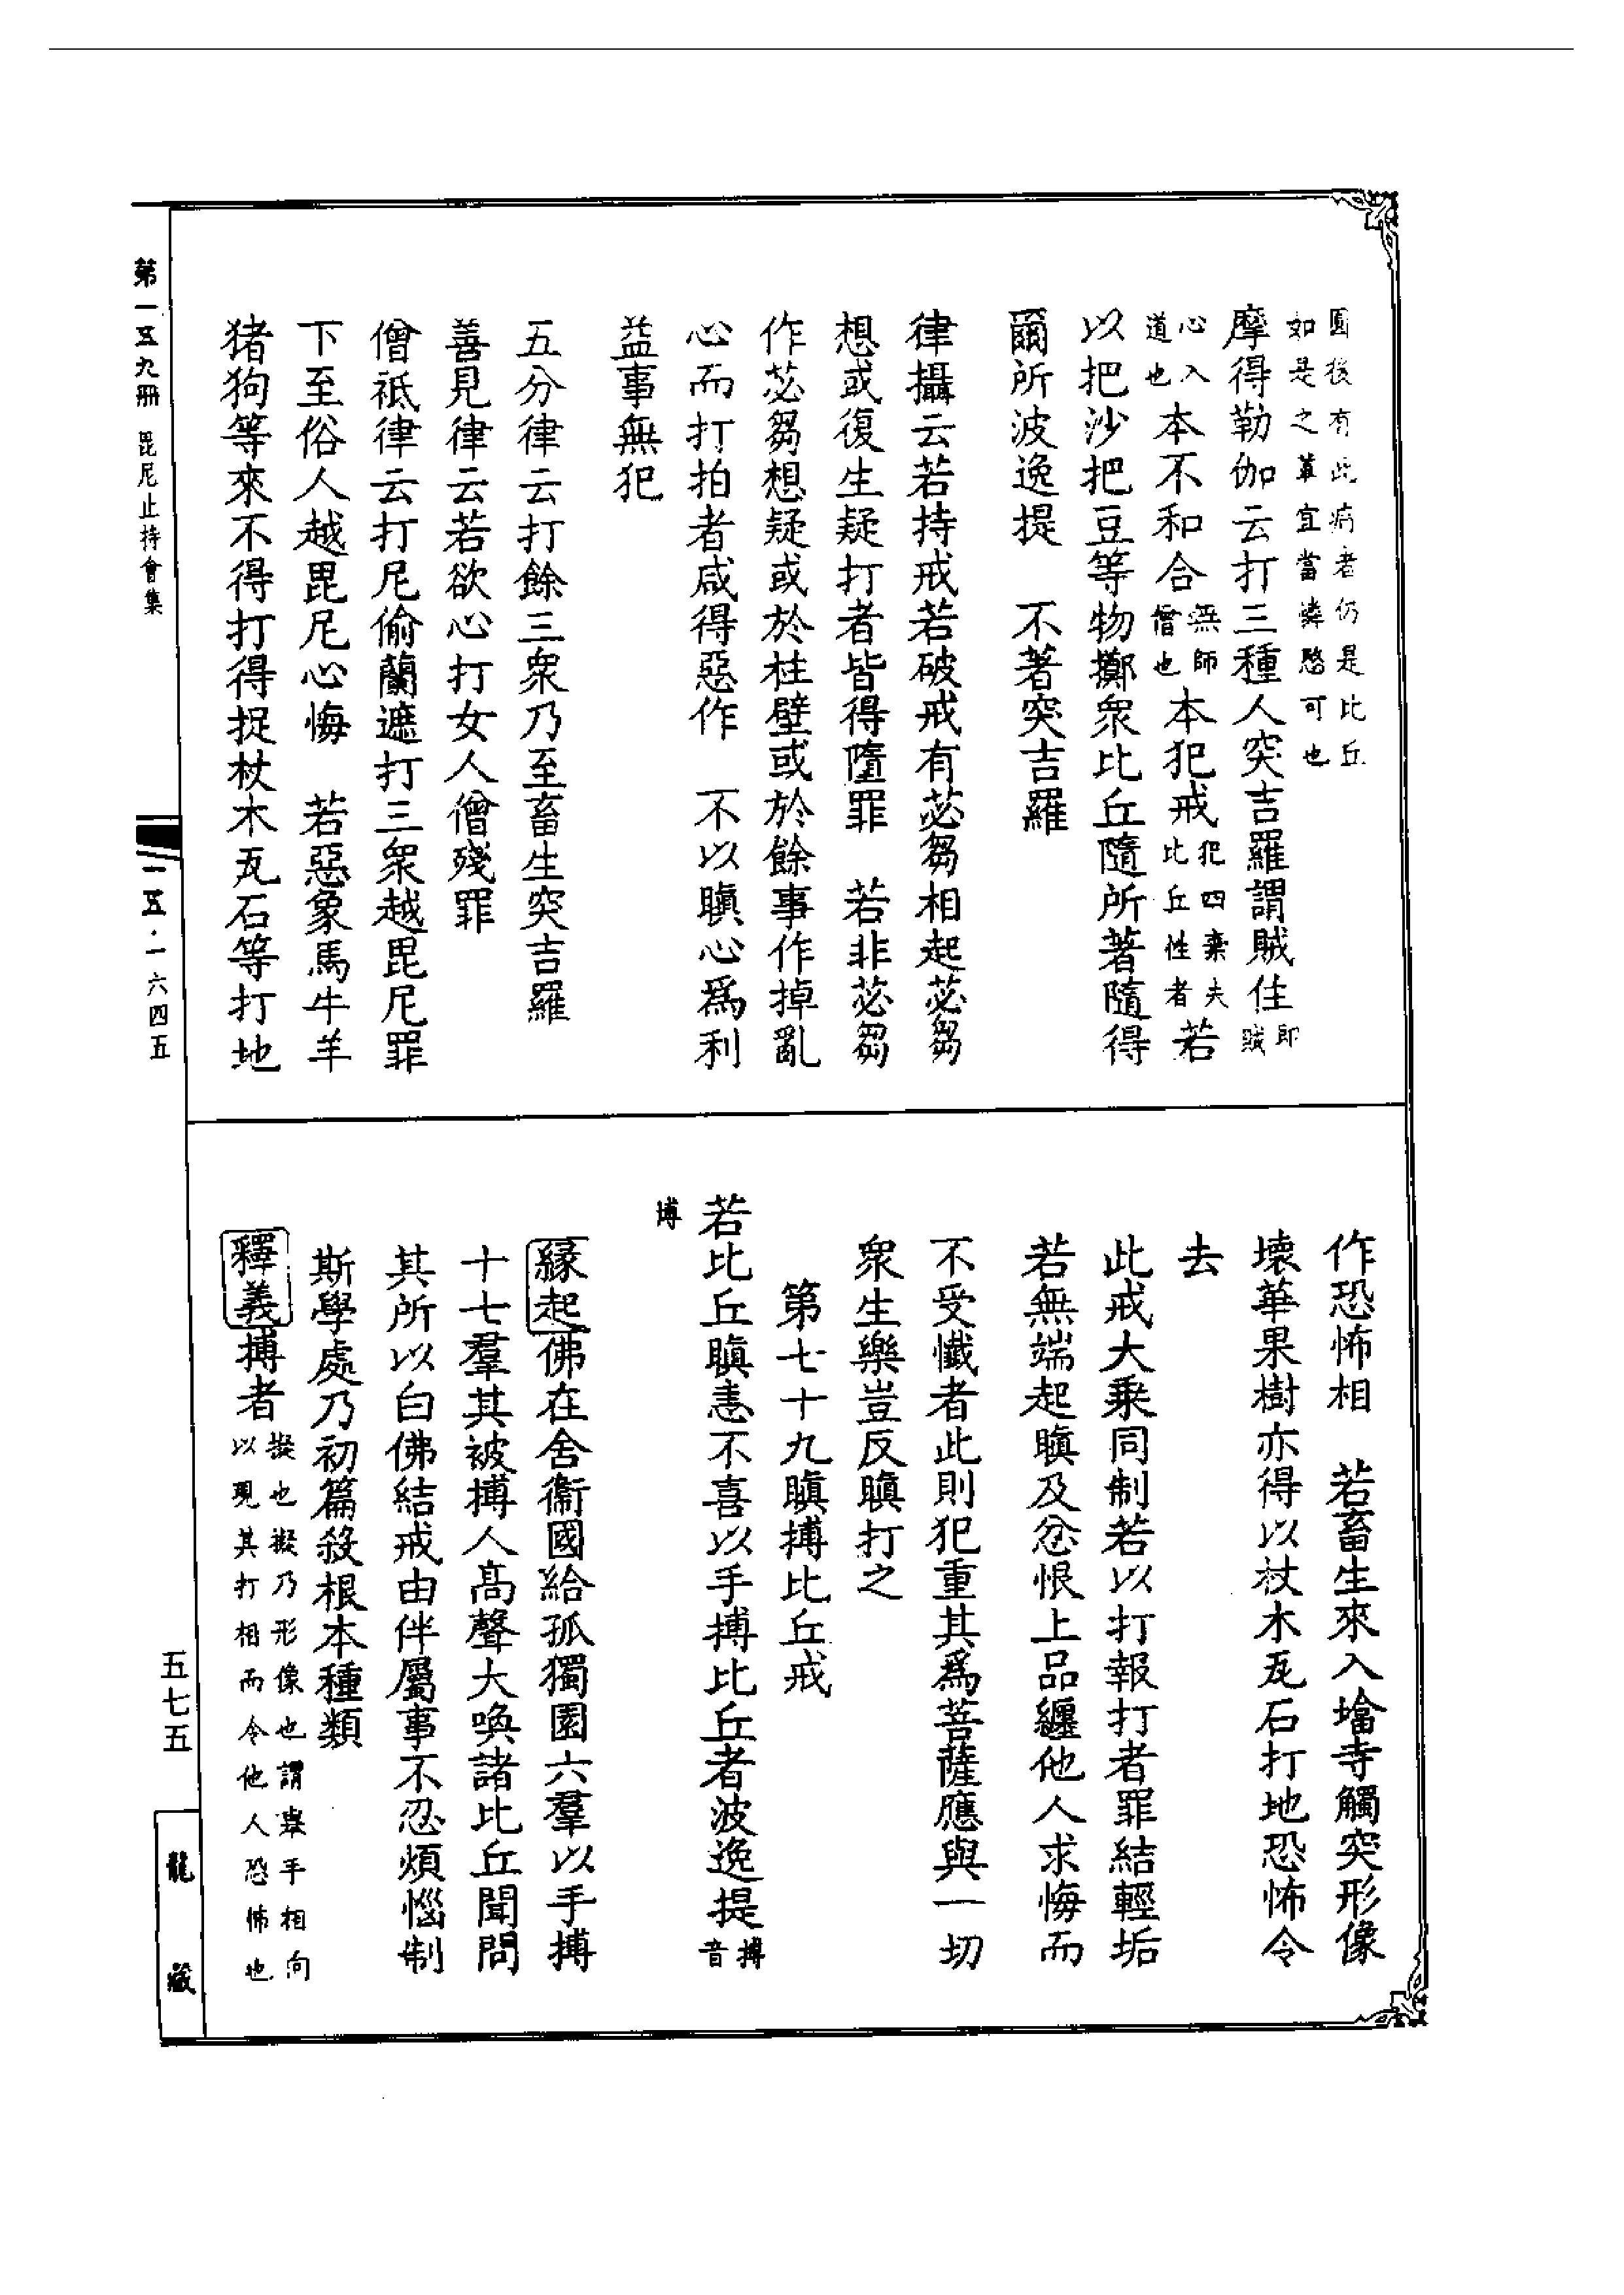 圓後有此病者仍是比丘
如是之輩宜當憐愍可也
摩得勒伽云打三種人突吉羅謂賊住即賊
心入道也本不和合無師僧也本犯戒犯四棄夫比丘性者若
以把沙把豆等物擲衆比丘隨所著隨得
爾所波逸提　不著突吉羅
律攝云若持戒若破戒有苾芻相起苾芻
想或復生疑打者皆得墮罪　若非苾芻
作苾芻想疑或於柱壁或於餘事作掉亂
心而打拍者咸得惡作　不以瞋心爲利
益事無犯
五分律云打餘三衆乃至畜生突吉羅
善見律云若欲心打女人僧殘罪
僧祇律云打尼偷蘭遮打三衆越毘尼罪
下至俗人越毘尼心悔　若惡象馬牛羊
猪狗等來不得打得捉杖木瓦石等打地
作恐怖相　若畜生來入墖寺觸突形像
壞華果樹亦得以杖木瓦石打地恐怖令
去
此戒大乘同制若以打報打者罪結輕垢
若無端起瞋及忿恨上品纏他人求悔而
不受懺者此則犯重其爲菩薩應與一切
衆生樂豈反瞋打之
第七十九瞋搏比丘戒
若比丘瞋恚不喜以手搏比丘者波逸提搏音
博
緣起佛在舍衞國給孤獨園六羣以手搏
十七羣其被搏人高聲大喚諸比丘聞問
其所以白佛結戒由伴屬事不忍煩惱制
斯學處乃初篇殺根本種類
釋義搏者擬也擬乃形像也謂舉手相向以現其打相而令他人恐怖也
第一五九冊　毘尼止持會集
一五·一六四五
五七五
龍藏